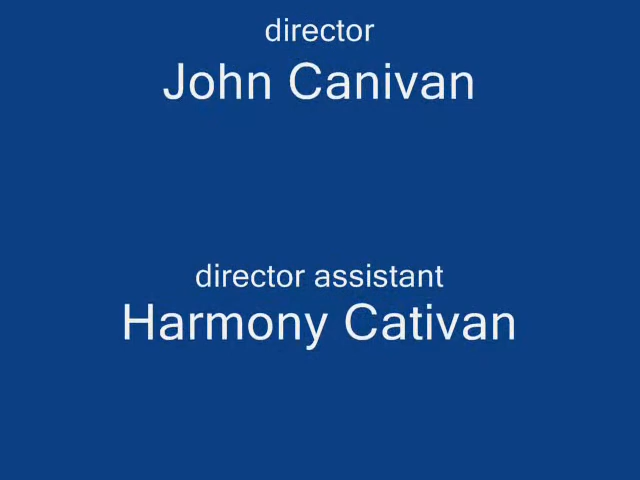 director
John Canivan
director assistant
Harmony Cativan